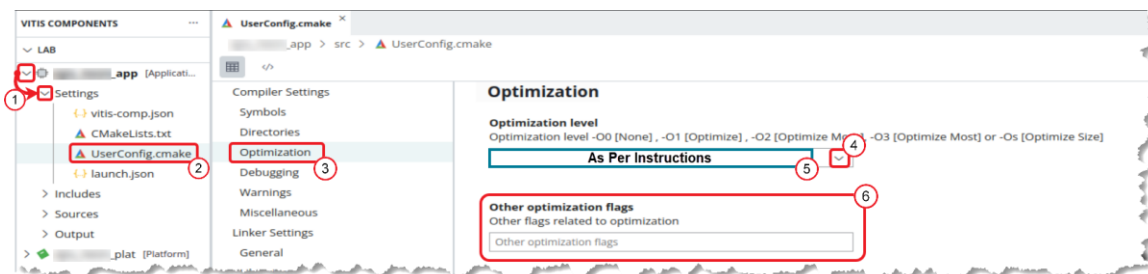 VITIS COMPONENTS ...
LAB
_app [Applicati...
1
Settings
vitis-comp.json
CMakeLists.txt
UserConfig.cmake
2
launch.json
Includes
Sources
Output
_plat [Platform]
UserConfig.cmake ×
_app > src > UserConfig.cmake
</>
Compiler Settings
Symbols
Directories
Optimization
3
Debugging
Warnings
Miscellaneous
Linker Settings
General
Optimization
Optimization level
Optimization level -O0 [None] , -O1 [Optimize] , -O2 [Optimize , -O3 [Optimize Most] or -Os [Optimize Size]
4
As Per Instructions
5
6
Other optimization flags
Other flags related to optimization
Other optimization flags